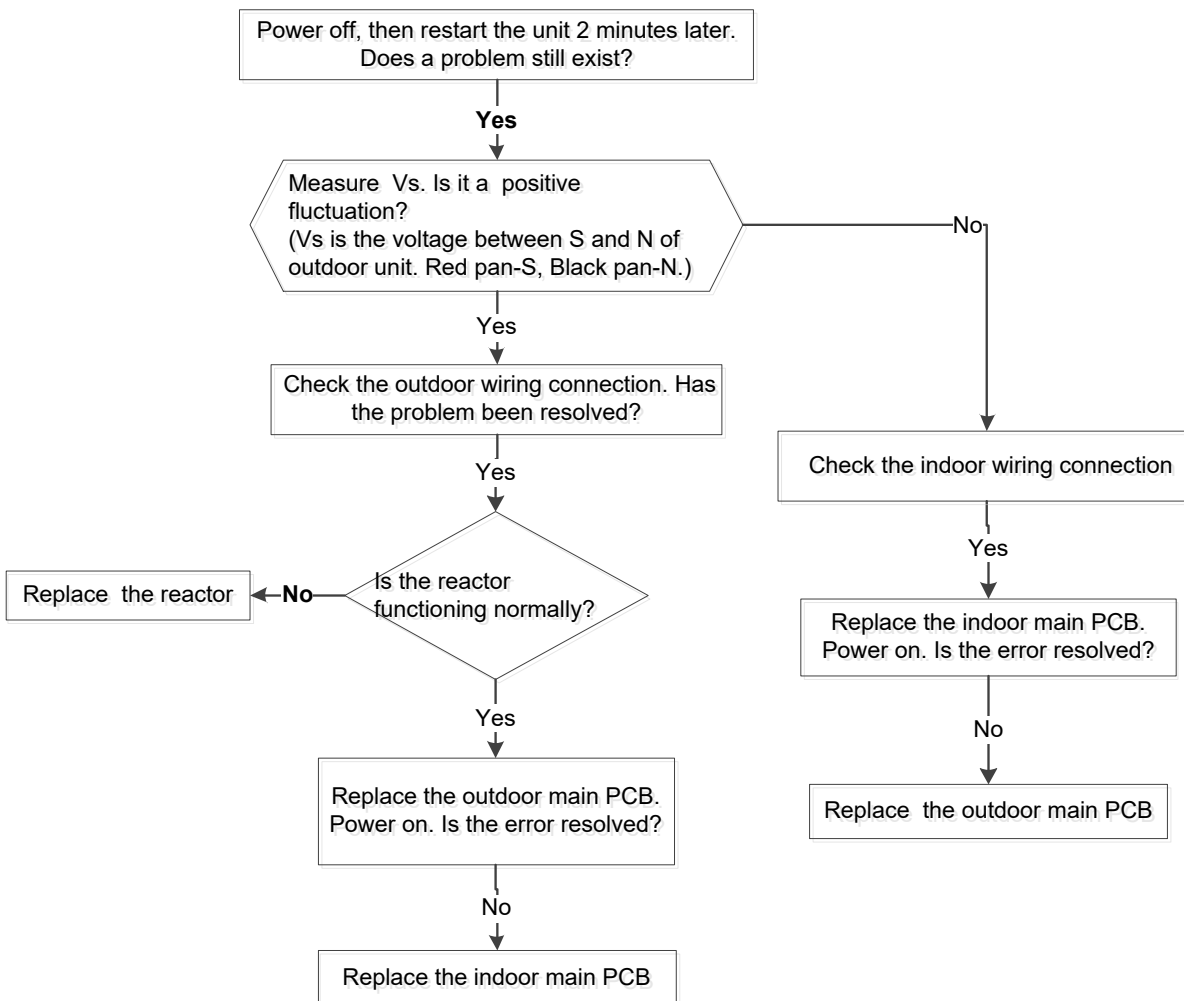 Power off, then restart the unit 2 minutes later.
Does a problem still exist?
Yes
Measure Vs. Is it a positive
fluctuation?
(Vs is the voltage between S and N of
outdoor unit. Red pan-S, Black pan-N.)
No
Yes
Check the outdoor wiring connection. Has
the problem been resolved?
Check the indoor wiring connection
Yes
Yes
Is the reactor
functioning normally?
No
Replace the reactor
Replace the indoor main PCB.
Power on. Is the error resolved?
Yes
No
Replace the outdoor main PCB.
Power on. Is the error resolved?
Replace the outdoor main PCB
No
Replace the indoor main PCB